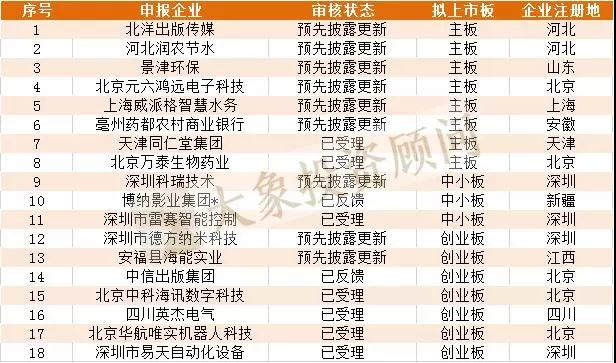 序号 申报企业 审核状态 拟上市板 企业注册地
1 北洋出版传媒 预先披露更新 主板 河北
2 河北润农节水 预先披露更新 主板 河北
3 景津环保 预先披露更新 主板 山东
4 北京元六鸿远电子科技 预先披露更新 主板 北京
5 上海威派格智慧水务 预先披露更新 主板 上海
6 亳州药都农村商业银行 预先披露更新 主板 安徽
7 天津同仁堂集团 已受理 主板 天津
8 北京万泰生物药业 已受理 主板 北京
9 深圳科瑞技术 预先披露更新 中小板 深圳
10 博纳影业集团* 已反馈 中小板 新疆
11 深圳市雷赛智能控制 已受理 中小板 深圳
12 深圳市德方纳米科技 预先披露更新 创业板 深圳
13 安福县海能实业 预先披露更新 创业板 江西
14 中信出版集团 已反馈 创业板 北京
15 北京中科海讯数字科技 已受理 创业板 北京
16 四川英杰电气 已受理 创业板 四川
17 北京华航唯实机器人科技 已受理 创业板 北京
18 深圳市易天自动化设备 已受理 创业板 深圳
大象投资顾问